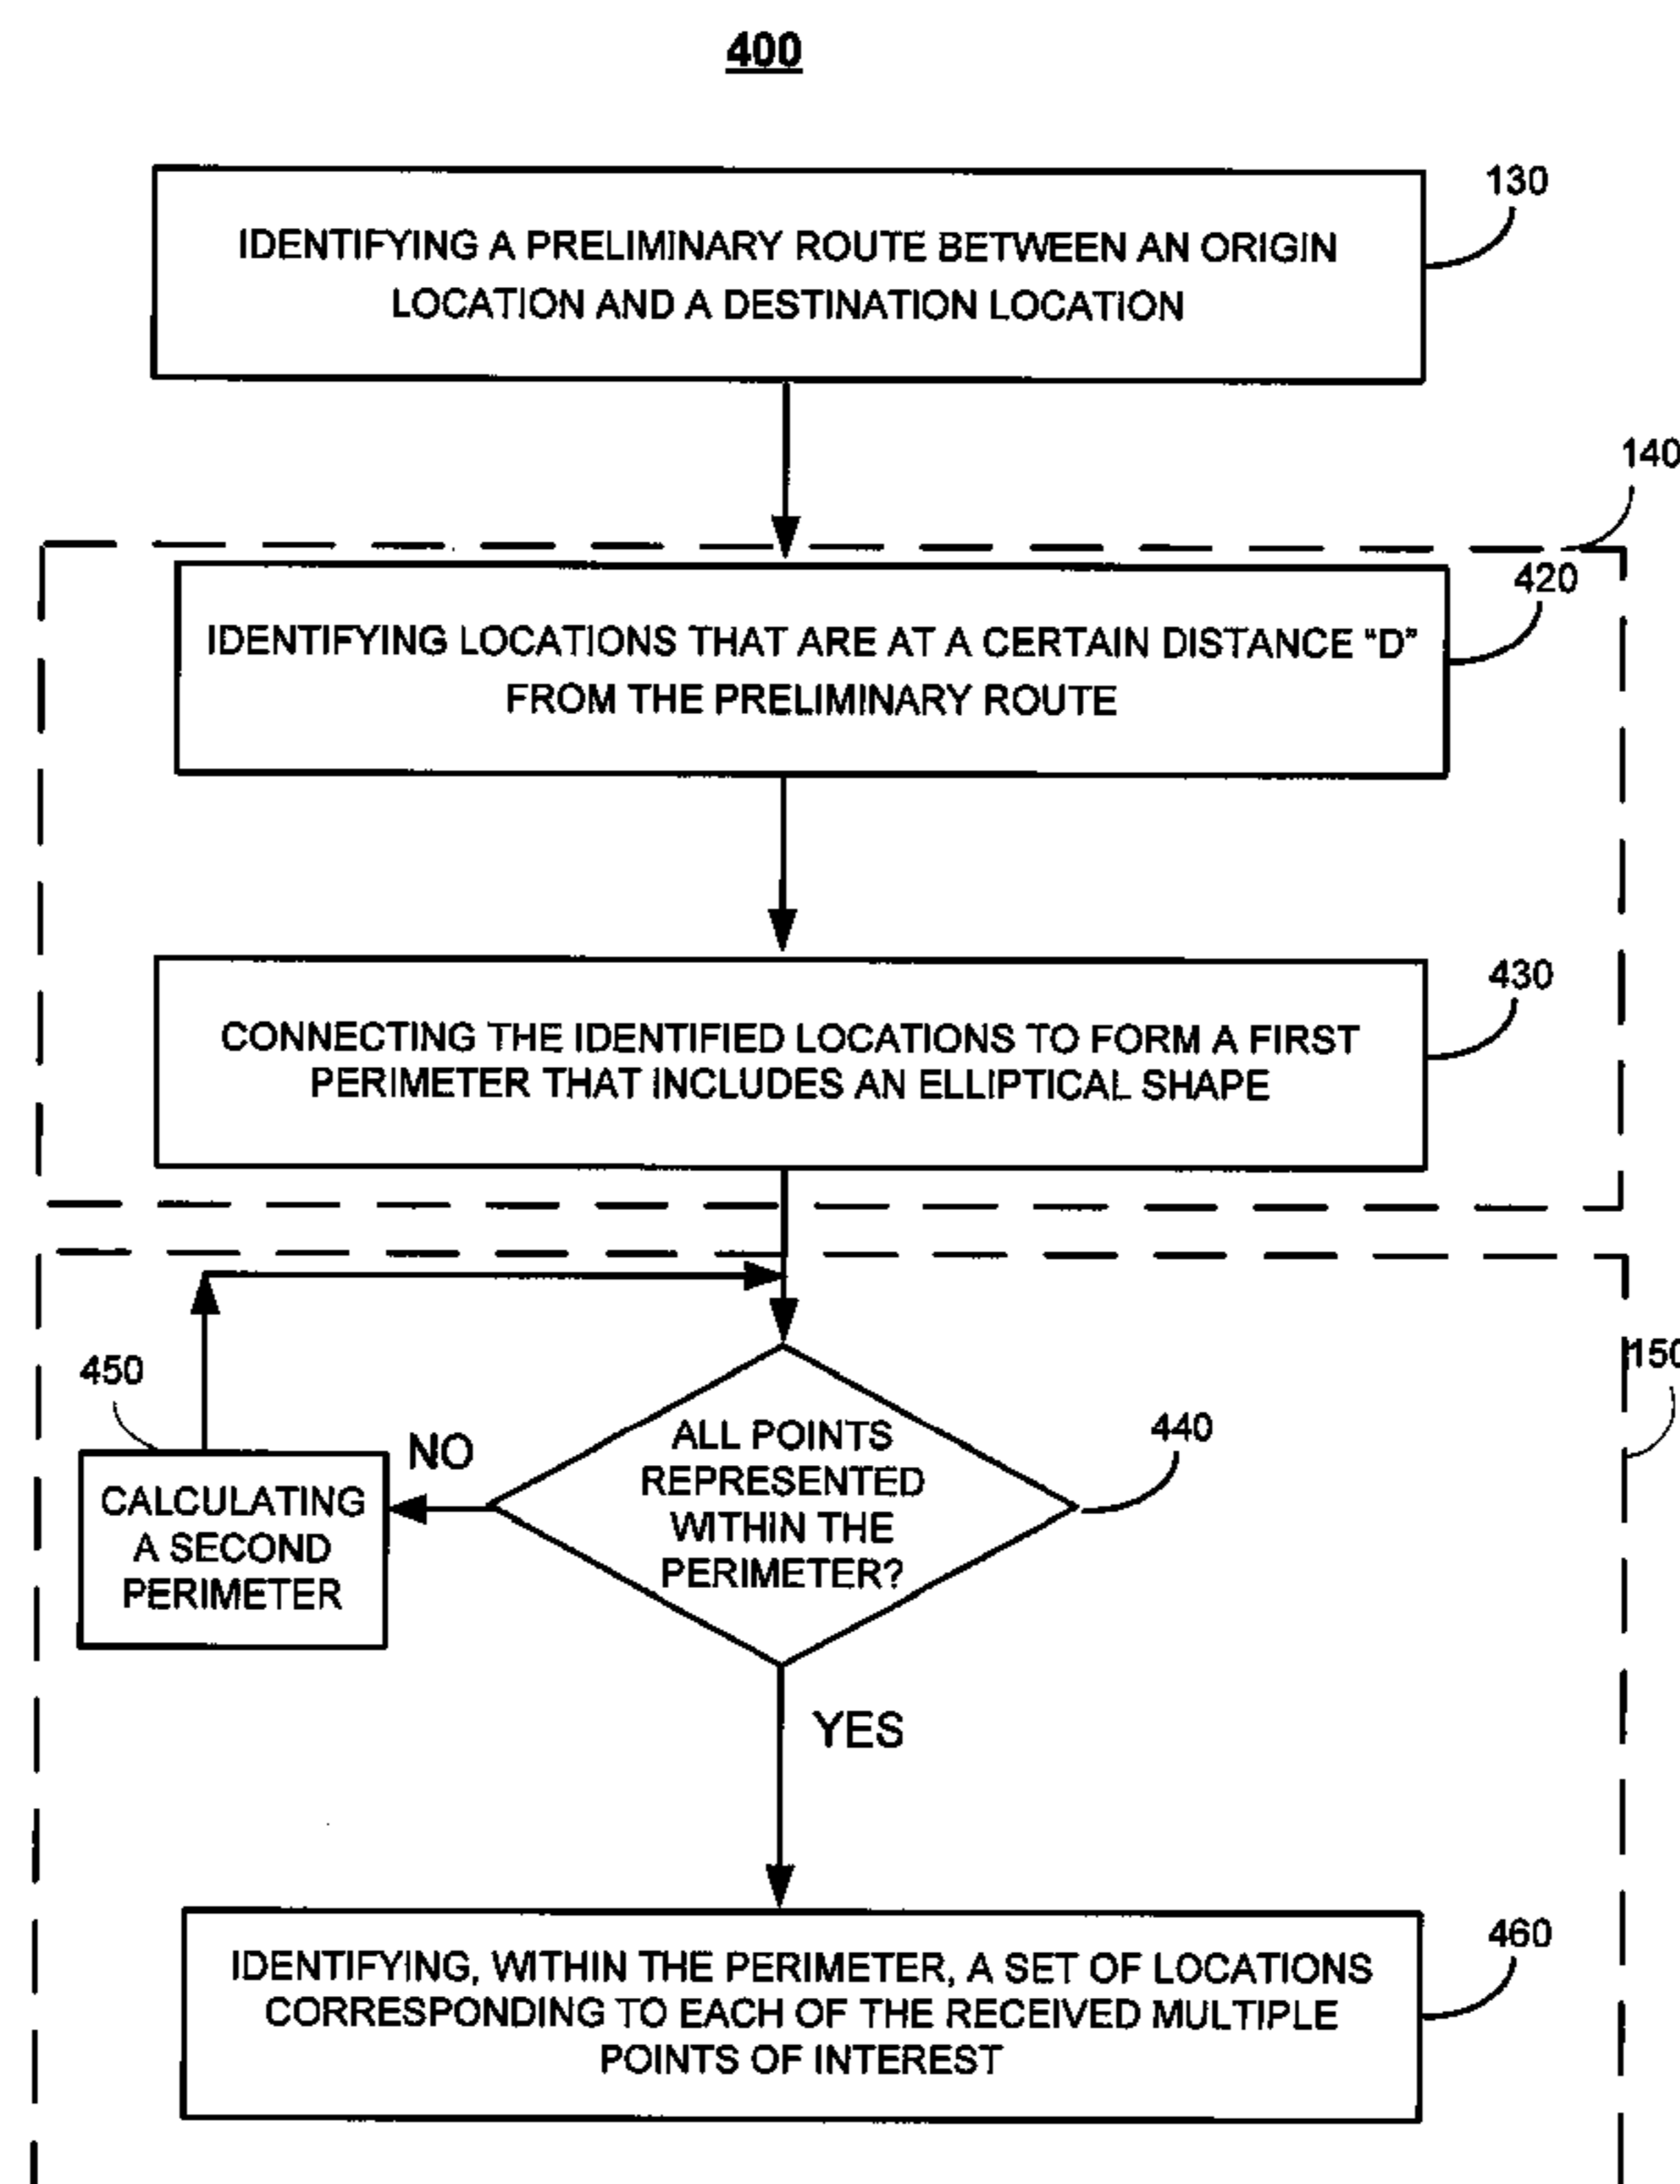 400
130
IDENTIFYING A PRELIMINARY ROUTE BETWEEN AN ORIGIN
LOCATION AND A DESTINATION LOCATION
140
420
IDENTIFYING LOCATIONS THAT ARE AT A CERTAIN DISTANCE "D"
FROM THE PRELIMINARY ROUTE
430
CONNECTING THE IDENTIFIED LOCATIONS TO FORM A FIRST
PERIMETER THAT INCLUDES AN ELLIPTICAL SHAPE
150
450
440
NO
ALL POINTS
REPRESENTED
WITHIN THE
PERIMETER?
CALCULATING
A SECOND
PERIMETER
YES
460
IDENTIFYING, WITHIN THE PERIMETER, A SET OF LOCATIONS
CORRESPONDING TO EACH OF THE RECEIVED MULTIPLE
POINTS OF INTEREST